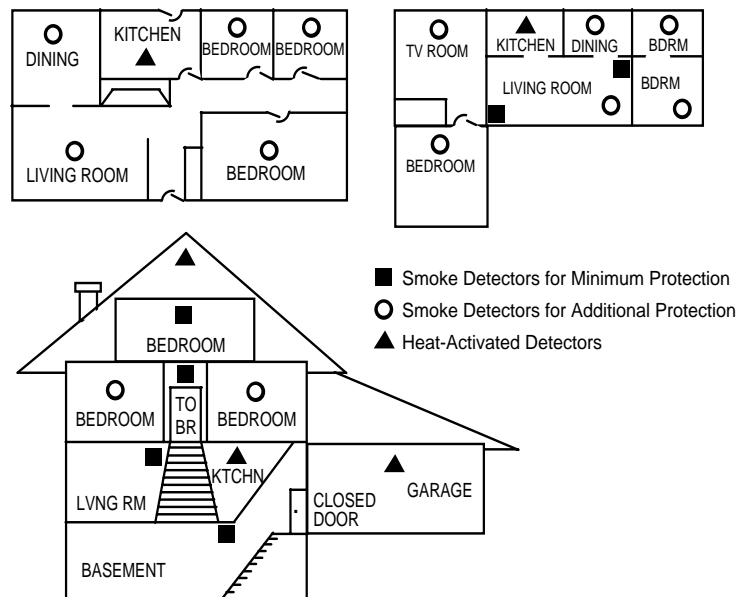 DINING
KITCHEN
BEDROOM
BEDROOM
LIVING ROOM
BEDROOM
TV ROOM
KITCHEN
DINING
BDRM
LIVING ROOM
BDRM
BEDROOM
Smoke Detectors for Minimum Protection
Smoke Detectors for Additional Protection
Heat-Activated Detectors
BEDROOM
BEDROOM
TO
BR
BEDROOM
LVNG RM
KTCHN
CLOSED
DOOR
GARAGE
BASEMENT